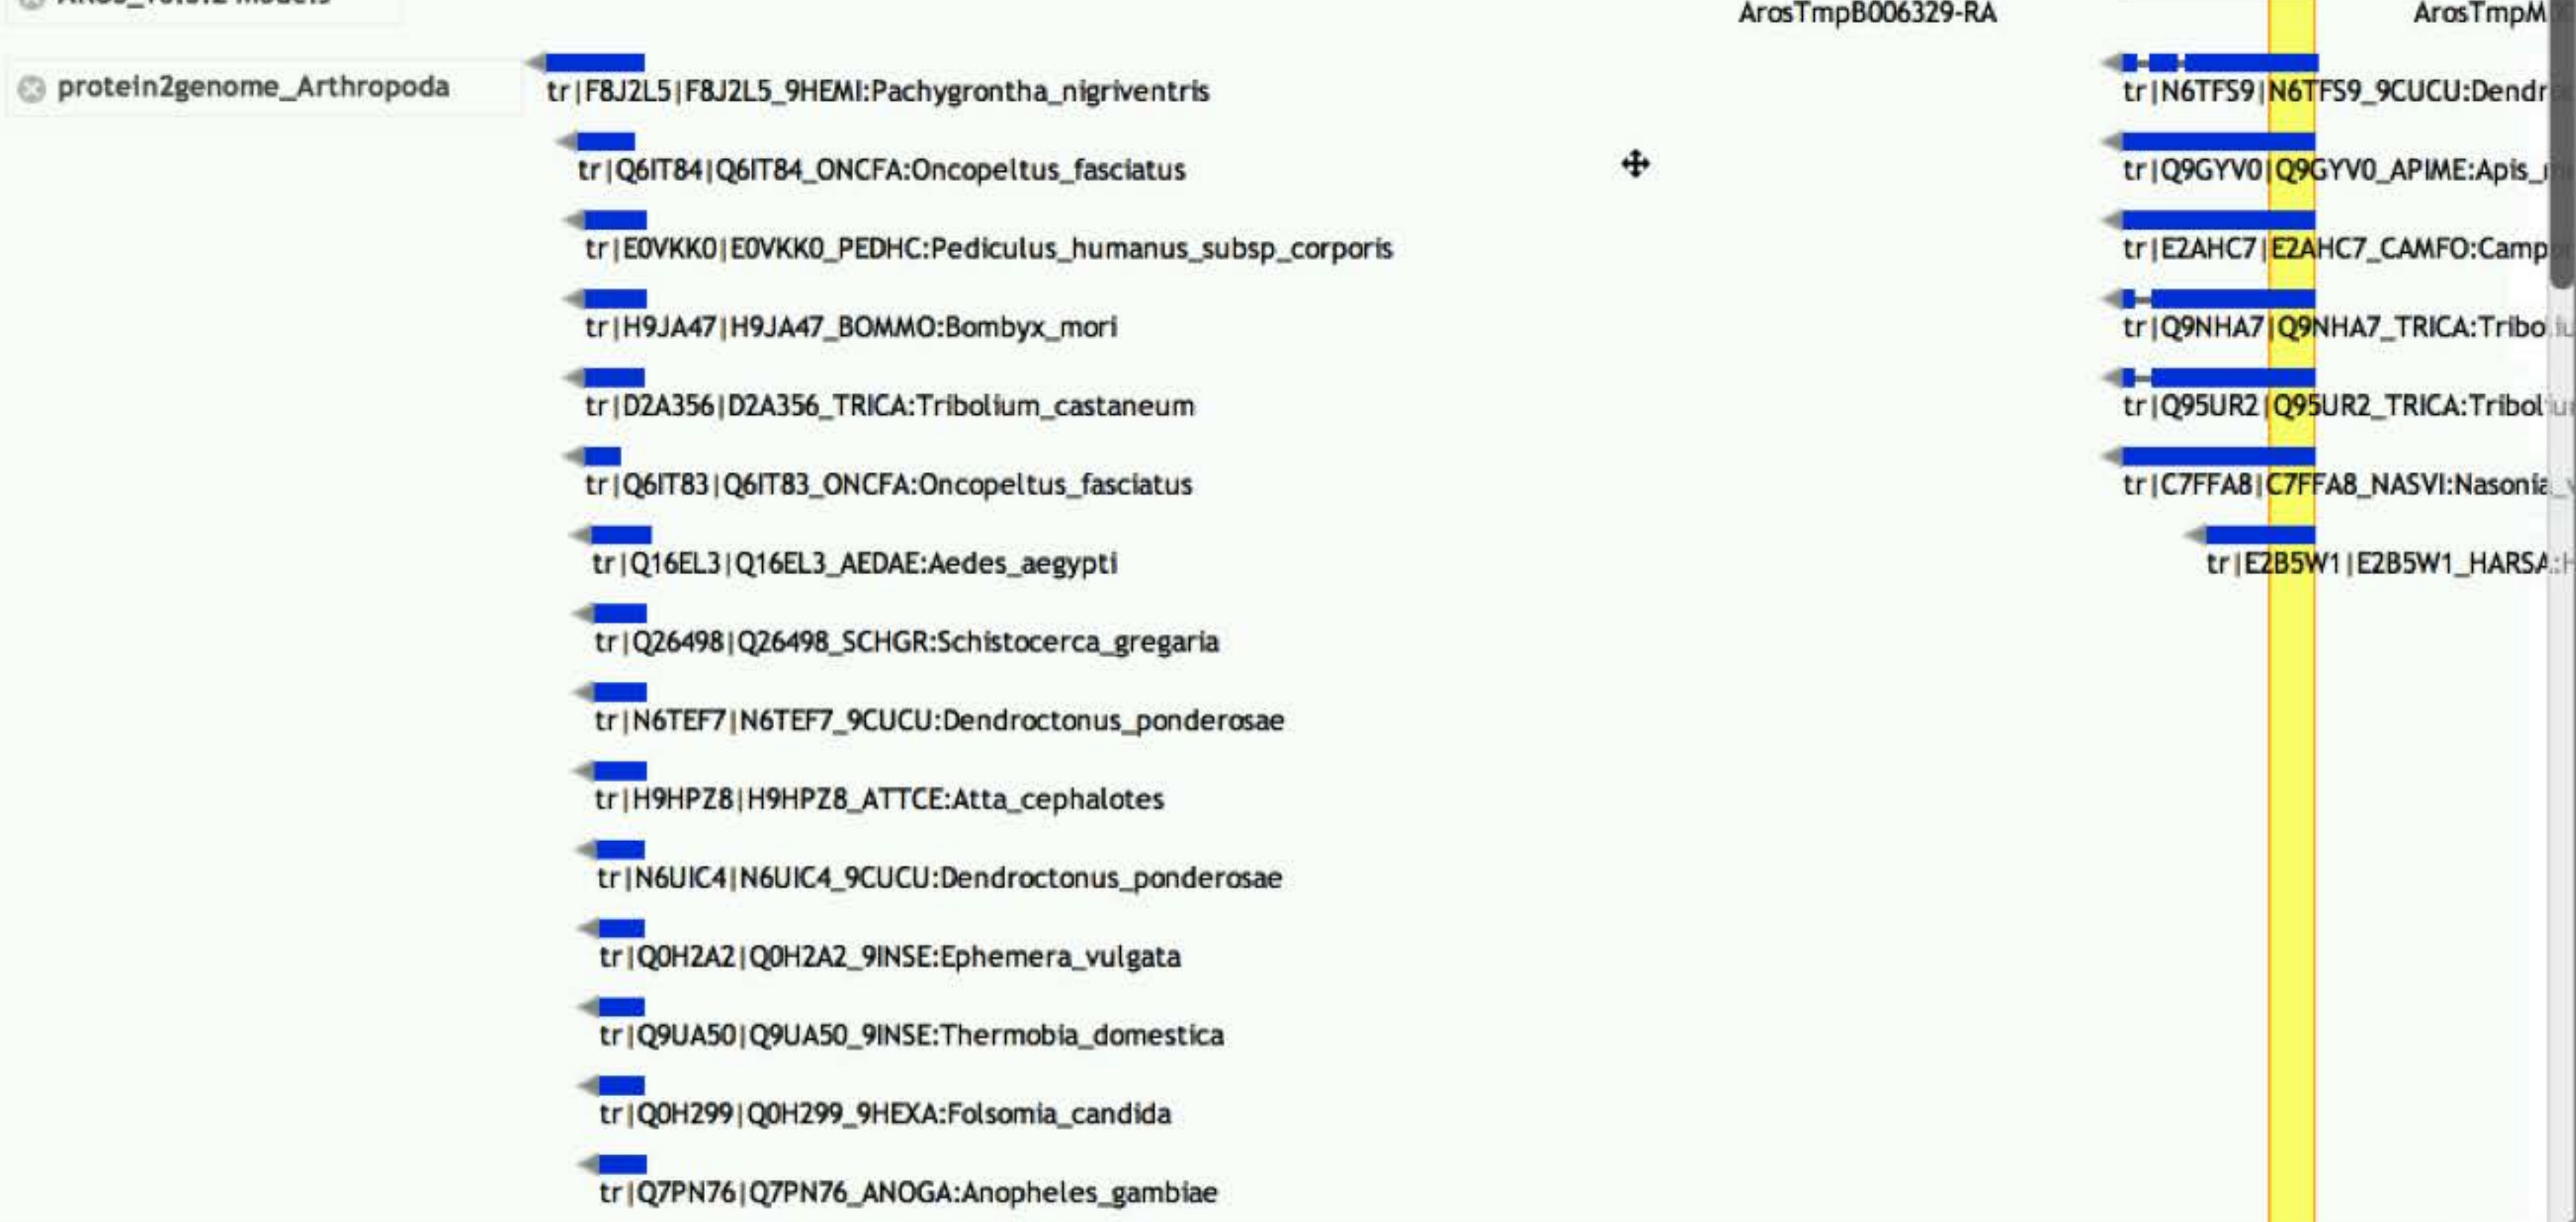 ArosTmpB006329-RA
protein2genome_Arthropoda
tr|F8J2L5|F8J2L5_9HEMI:Pachygrontha_nigriventris
tr|Q6IT84|Q6IT84_ONCFA:Oncopeltus_fasciatus
tr|E0VKK0|E0VKK0_PEDHC:Pediculus_humanus_subsp_corporis
tr|H9JA47|H9JA47_BOMMO:Bombyx_mori
tr|D2A356|D2A356_TRICA:Tribolium_castaneum
tr|Q6IT83|Q6IT83_ONCFA:Oncopeltus_fasciatus
tr|Q16EL3|Q16EL3_AEDAE:Aedes_aegypti
tr|Q26498|Q26498_SCHGR:Schistocerca_gregaria
tr|N6TEF7|N6TEF7_9CUCU:Dendroctonus_ponderosae
tr|H9HPZ8|H9HPZ8_ATTCE:Atta_cephalotes
tr|N6UIC4|N6UIC4_9CUCU:Dendroctonus_ponderosae
tr|Q0H2A2|Q0H2A2_9INSE:Ephemera_vulgata
tr|Q9UA50|Q9UA50_9INSE:Thermobia_domestica
tr|Q0H299|Q0H299_9HEXA:Folsomia_candida
tr|Q7PN76|Q7PN76_ANOGA:Anopheles_gambiae
ArosTmpM
tr|N6TFS9|N6TFS9_9CUCU:Dendr
tr|Q9GYV0|Q9GYV0_APIME:Apis_
tr|E2AHC7|E2AHC7_CAMFO:Camp
tr|Q9NHA7|Q9NHA7_TRICA:Tribo
tr|Q95UR2|Q95UR2_TRICA:Tribol
tr|C7FFA8|C7FFA8_NASVI:Nasonia
tr|E2B5W1|E2B5W1_HARSA: